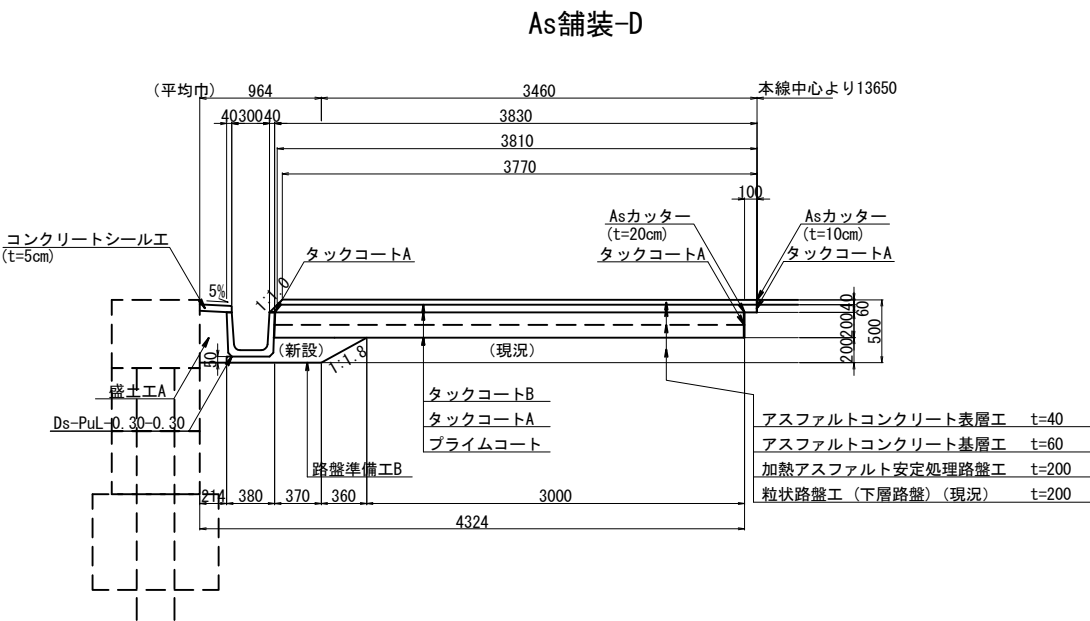 As舗装-D
(平均巾)
964
3460
本線中心より13650
40
300
40
3830
3810
3770
100
Asカッター
(t=20cm)
タックコートA
Asカッター
(t=10cm)
タックコートA
コンクリートシール工
(t=5cm)
タックコートA
5%
1:1.0
40
60
200
200
500
50
(新設)
1:1.8
(現況)
盛土工A
Ds-PuL-0.30-0.30
タックコートB
タックコートA
プライムコート
路盤準備工B
アスファルトコンクリート表層工 t=40
アスファルトコンクリート基層工 t=60
加熱アスファルト安定処理路盤工 t=200
粒状路盤工（下層路盤）(現況) t=200
214
380
370
360
3000
4324